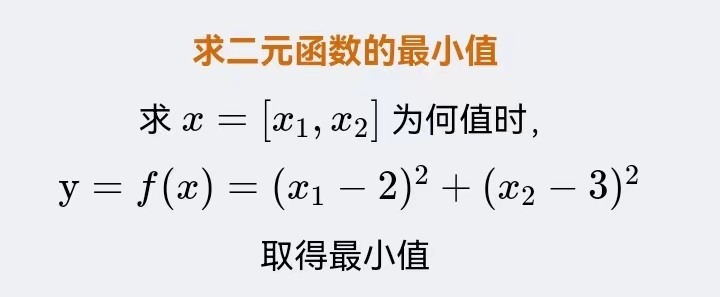 求二元函数的最小值
求 x = [x₁, x₂] 为何值时，
y = f(x) = (x₁ − 2)² + (x₂ − 3)²
取得最小值